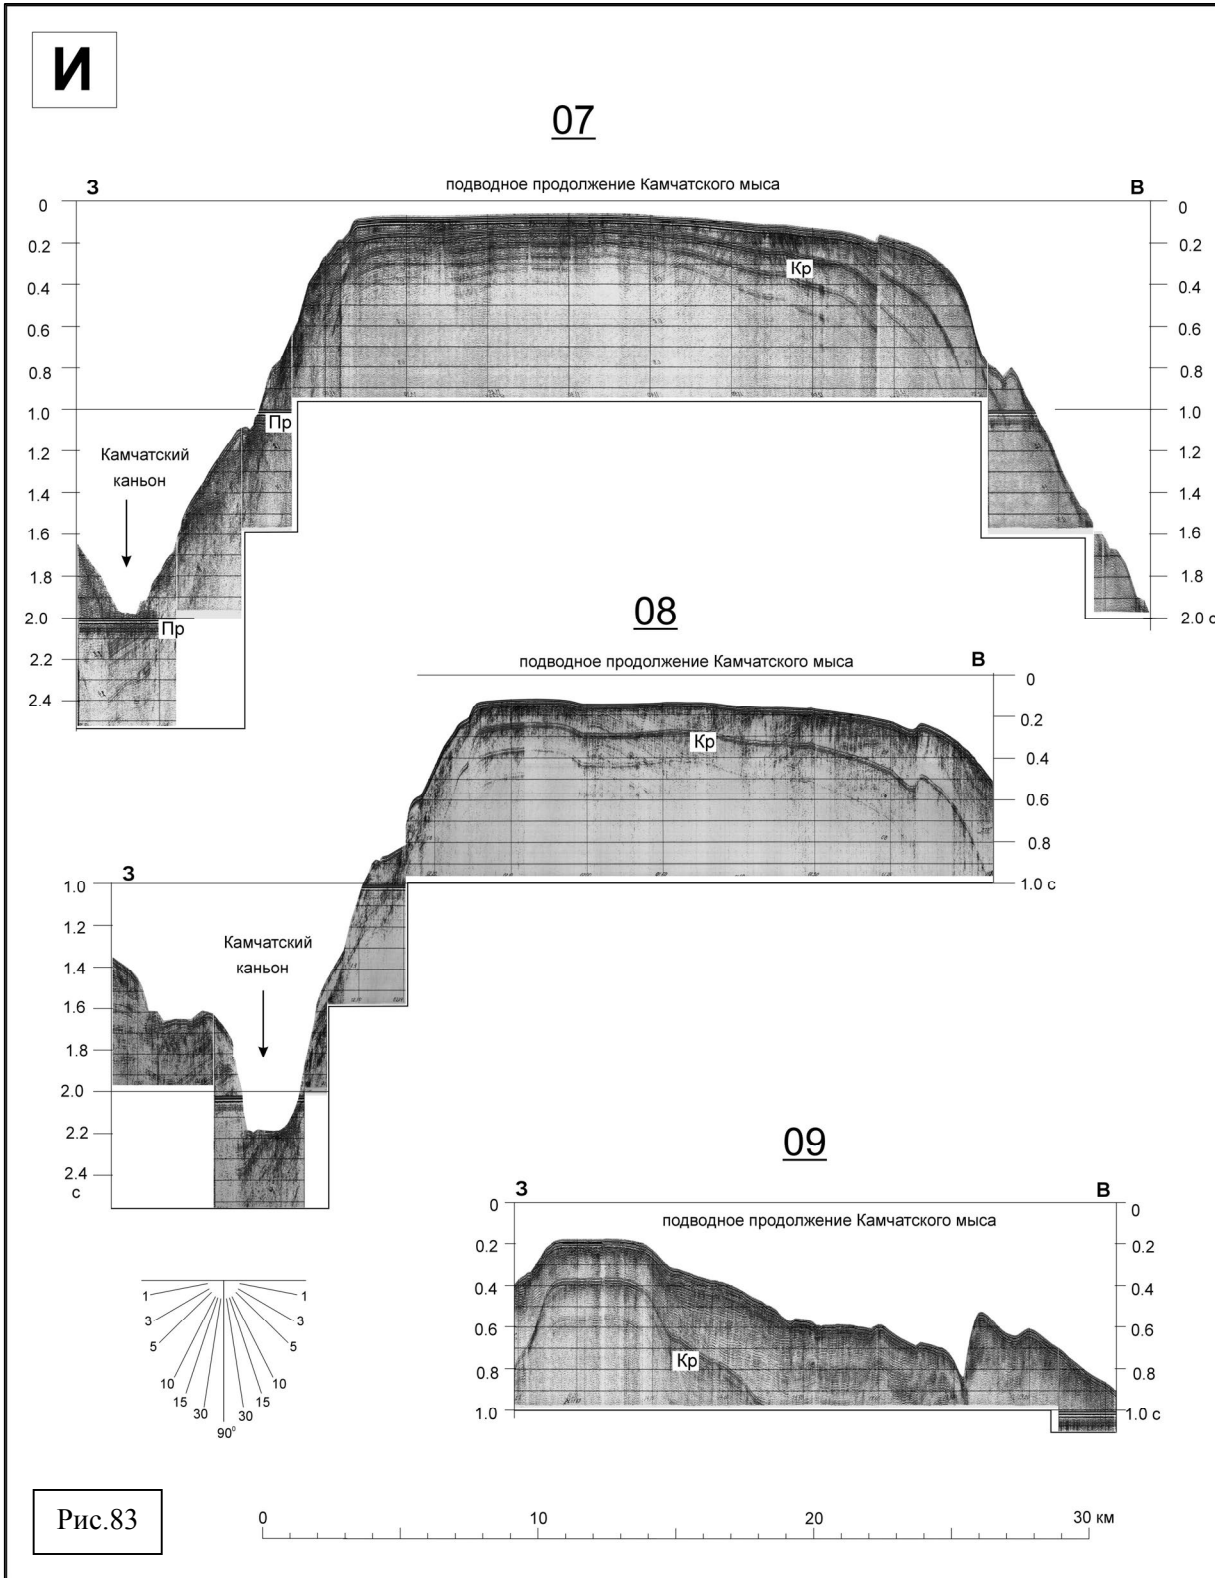 И
07
З
подводное продолжение Камчатского мыса
В
0
0.2
0.4
0.6
0.8
1.0
1.2
1.4
1.6
1.8
2.0
2.2
2.4
0
0.2
0.4
0.6
0.8
1.0
1.2
1.4
1.6
1.8
2.0 с
Кр
Пр
Камчатский
каньон
Пр
08
подводное продолжение Камчатского мыса
В
0
0.2
0.4
0.6
0.8
1.0 с
Кр
З
1.0
1.2
1.4
1.6
1.8
2.0
2.2
2.4
с
Камчатский
каньон
09
З
В
подводное продолжение Камчатского мыса
0
0.2
0.4
0.6
0.8
1.0
0
0.2
0.4
0.6
0.8
1.0 с
Кр
1 1
3 3
5 5
10 10
15 15
30 30
90°
Рис.83
0 10 20 30 км